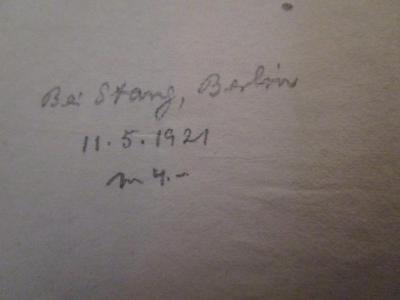 Bei Stang, Berlin
11.5.1921
M 4.-